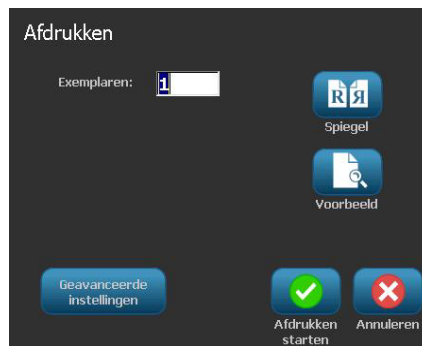 Afdrukken
Exemplaren: 1
R Я
Spiegel
Voorbeeld
Geavanceerde
instellingen
Afdrukken
starten
Annuleren